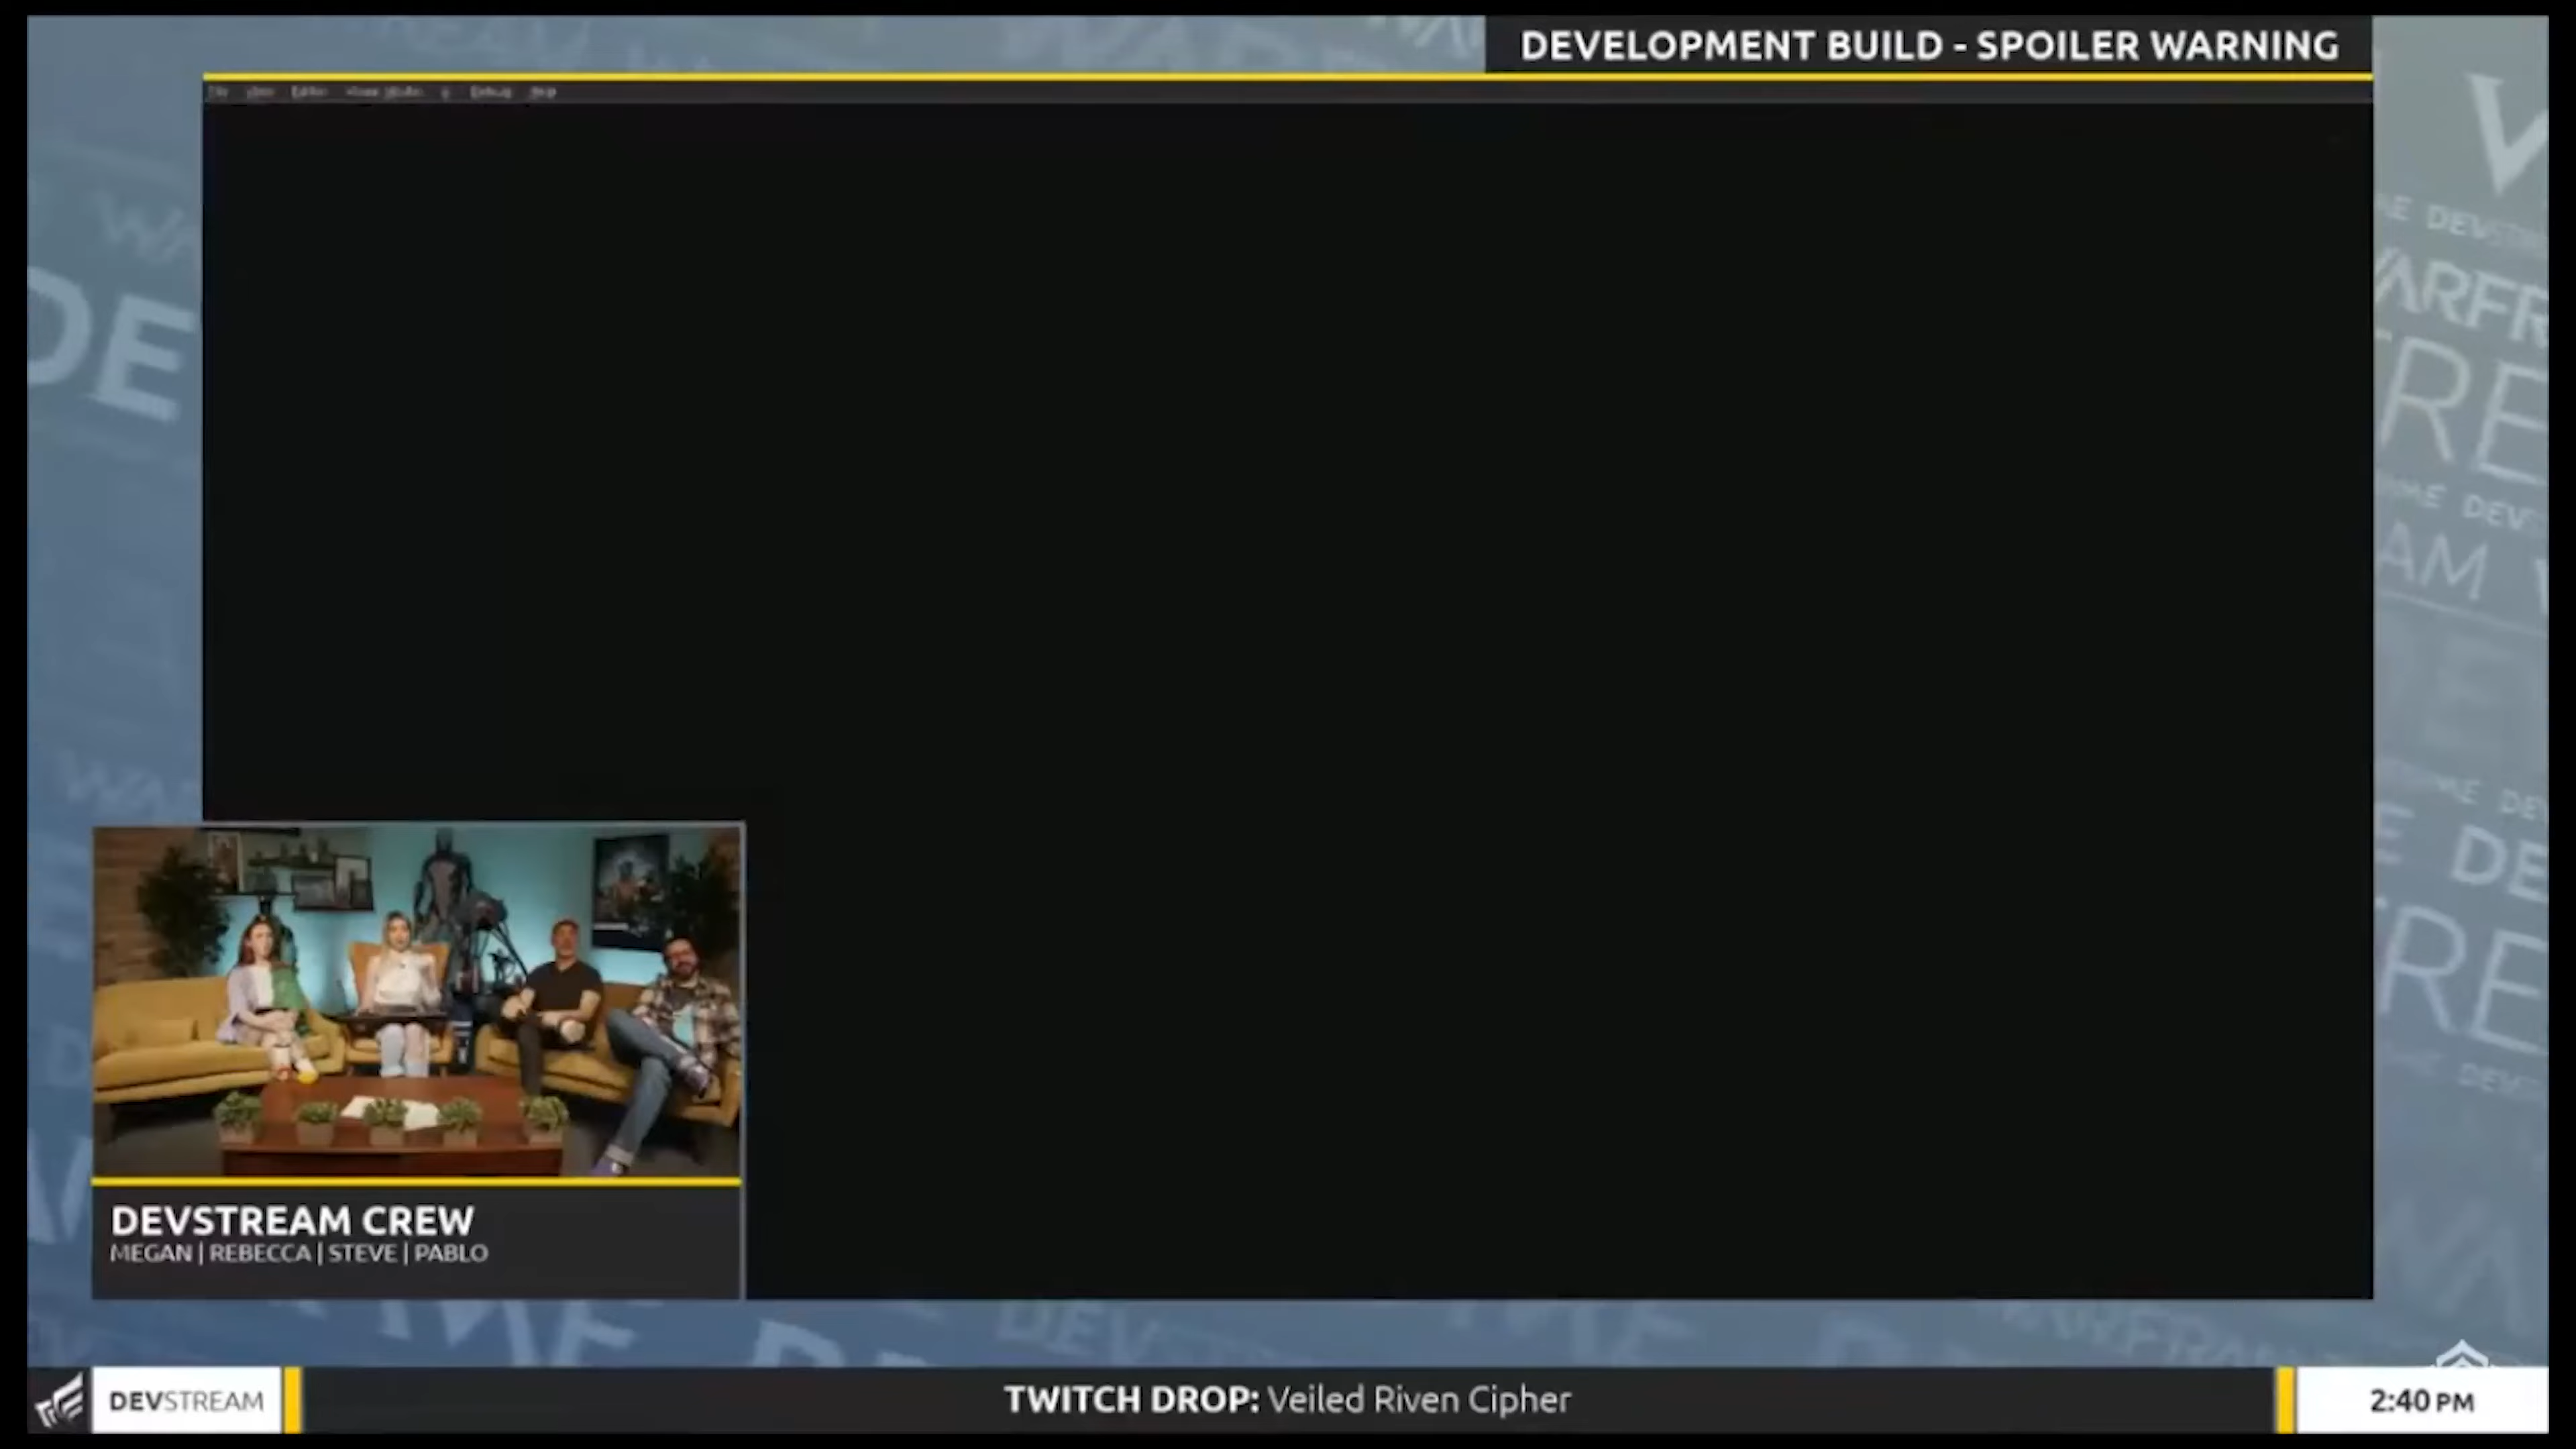 DEVELOPMENT BUILD - SPOILER WARNING
DEVSTREAM CREW
MEGAN | REBECCA | STEVE | PABLO
DEVSTREAM
TWITCH DROP: Veiled Riven Cipher
2:40 PM